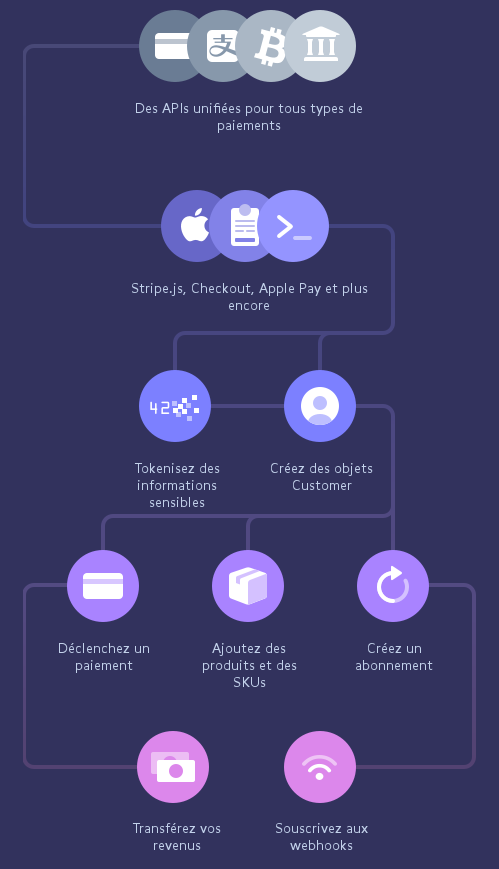 Des APIs unifiées pour tous types de
paiements
Stripe.js, Checkout, Apple Pay et plus
encore
42
Tokenisez des
informations
sensibles
Créez des objets
Customer
Déclenchez un
paiement
Ajoutez des
produits et des
SKUs
Créez un
abonnement
Transférez vos
revenus
Souscrivez aux
webhooks